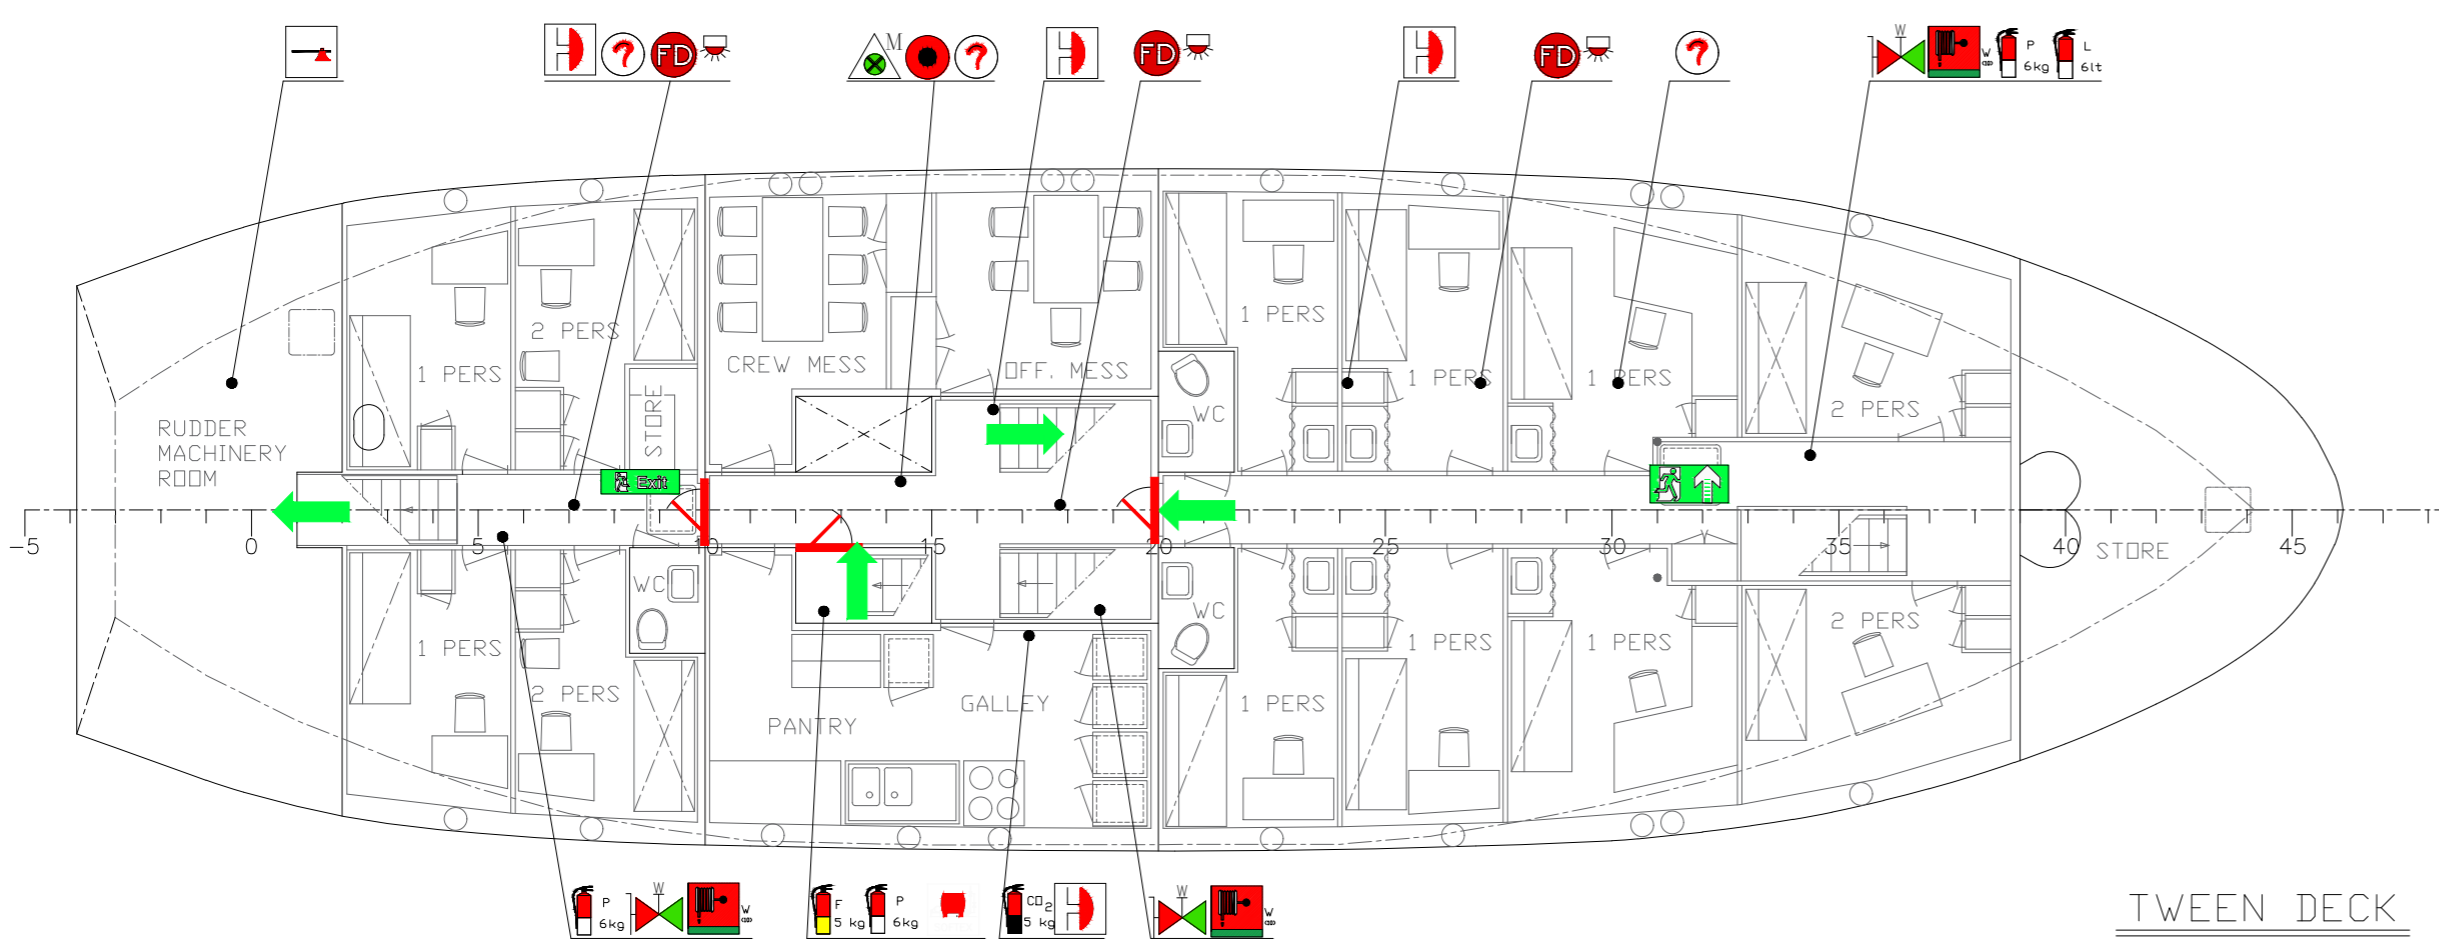 FD
M
FD
FD
W
W
P
6kg
L
6lt
1 PERS
2 PERS
STORE
CREW MESS
OFF. MESS
WC
1 PERS
1 PERS
1 PERS
2 PERS
RUDDER
MACHINERY
ROOM
Exit
-5
0
5
10
15
20
25
30
35
40
45
STORE
1 PERS
2 PERS
WC
PANTRY
GALLEY
WC
1 PERS
1 PERS
1 PERS
2 PERS
P
6kg
W
W
F
5 kg
P
6kg
CO2
5 kg
W
W
TWEEN DECK